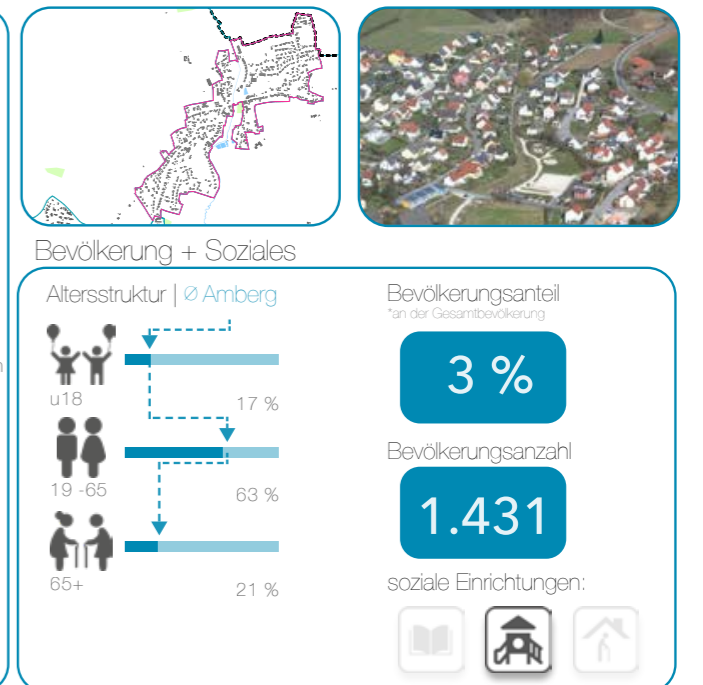 Bevölkerung + Soziales
Altersstruktur | Ø Amberg
u18
17 %
19 -65
63 %
65+
21 %
Bevölkerungsanteil
*an der Gesamtbevölkerung
3 %
Bevölkerungsanzahl
1.431
soziale Einrichtungen: